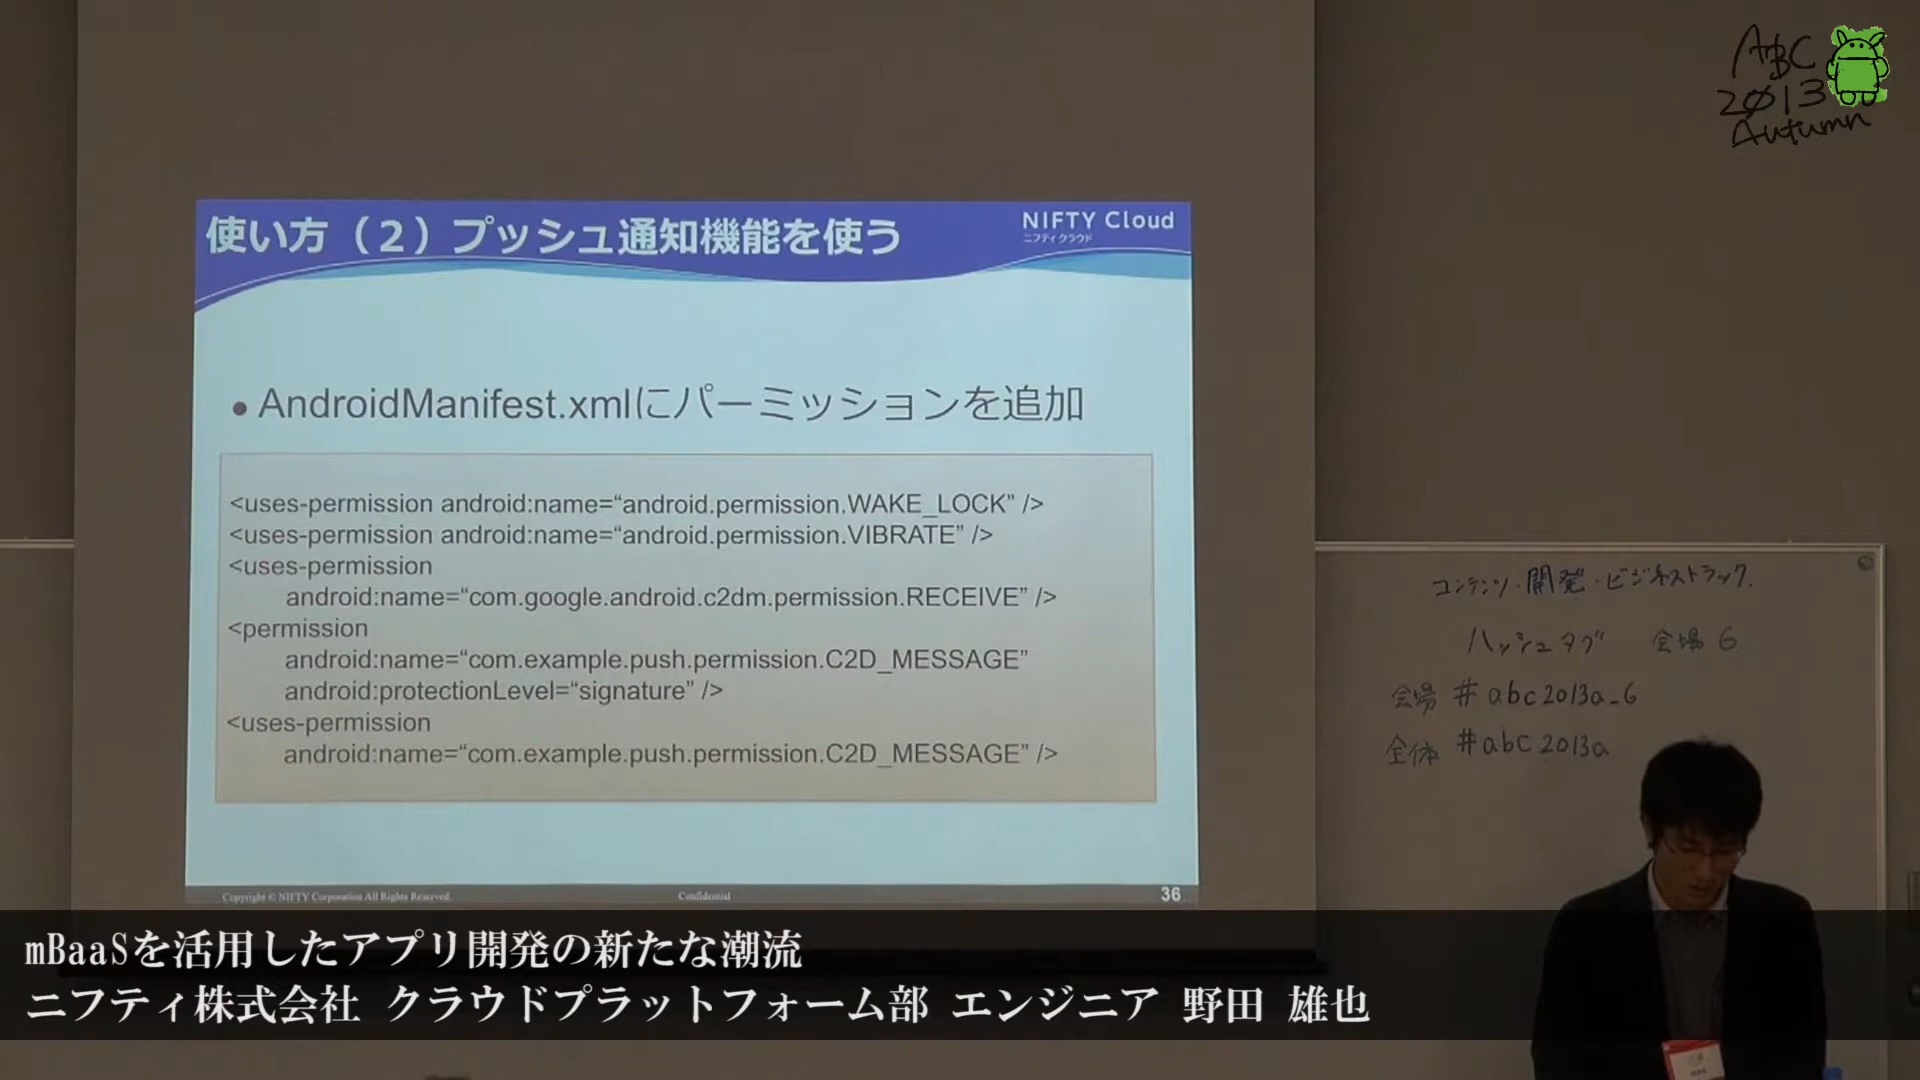 ABC
2013
Autumn
使い方（２）プッシュ通知機能を使う
NIFTY Cloud
ニフティクラウド
• AndroidManifest.xmlにパーミッションを追加
<uses-permission android:name=“android.permission.WAKE_LOCK” />
<uses-permission android:name=“android.permission.VIBRATE” />
<uses-permission
android:name=“com.google.android.c2dm.permission.RECEIVE” />
<permission
android:name=“com.example.push.permission.C2D_MESSAGE”
android:protectionLevel=“signature” />
<uses-permission
android:name=“com.example.push.permission.C2D_MESSAGE” />
Copyright © NIFTY Corporation All Rights Reserved.
Confidential
36
コンテンツ・開発・ビジネストラック.
ハッシュタグ 会場 6
会場 #abc2013a_6
全体 #abc2013a
mBaaSを活用したアプリ開発の新たな潮流
ニフティ株式会社 クラウドプラットフォーム部 エンジニア 野田 雄也